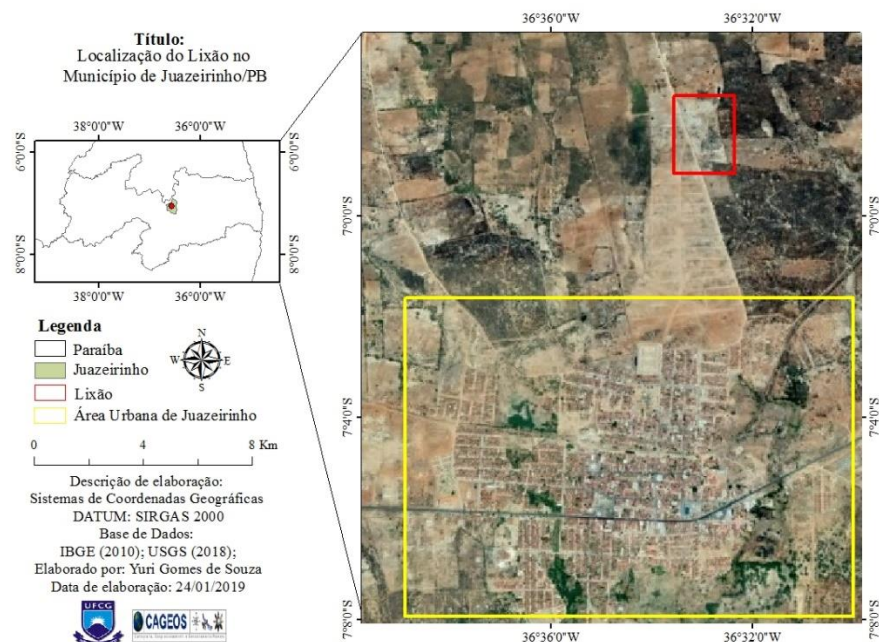 Título:
Localização do Lixão no
Município de Juazeirinho/PB
38°0'0"W 36°0'0"W
6°0'0"S 6°0'0"S
8°0'0"S 8°0'0"S
38°0'0"W 36°0'0"W
Legenda
Paraíba
Juazeirinho
Lixão
Área Urbana de Juazeirinho
N
W E
S
0 4 8 Km
Descrição de elaboração:
Sistemas de Coordenadas Geográficas
DATUM: SIRGAS 2000
Base de Dados:
IBGE (2010); USGS (2018);
Elaborado por: Yuri Gomes de Souza
Data de elaboração: 24/01/2019
UFCG
CAGEOS
36°36'0"W 36°32'0"W
7°0'0"S 7°0'0"S
7°4'0"S 7°4'0"S
7°8'0"S 7°8'0"S
36°36'0"W 36°32'0"W